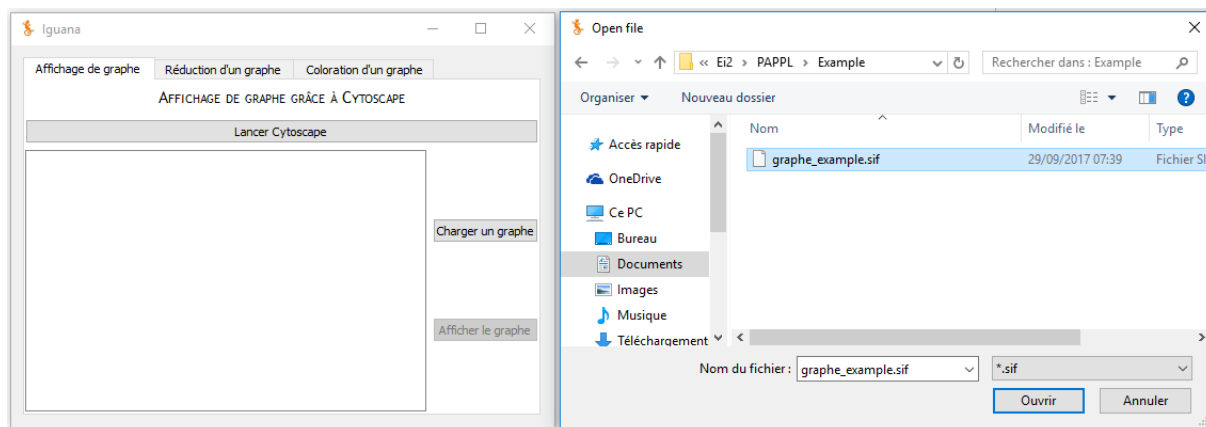 Iguana
Affichage de graphe Réduction d'un graphe Coloration d'un graphe
AFFICHAGE DE GRAPHE GRÂCE À CYTOSCAPE
Lancer Cytoscape
Charger un graphe
Afficher le graphe
Open file
« Ei2 > PAPPL > Example
Rechercher dans : Example
Organiser Nouveau dossier
Nom Modifié le Type
Accès rapide
graphe_example.sif 29/09/2017 07:39 Fichier SI
OneDrive
Ce PC
Bureau
Documents
Images
Musique
Téléchargement
Nom du fichier : graphe_example.sif *.sif
Ouvrir Annuler